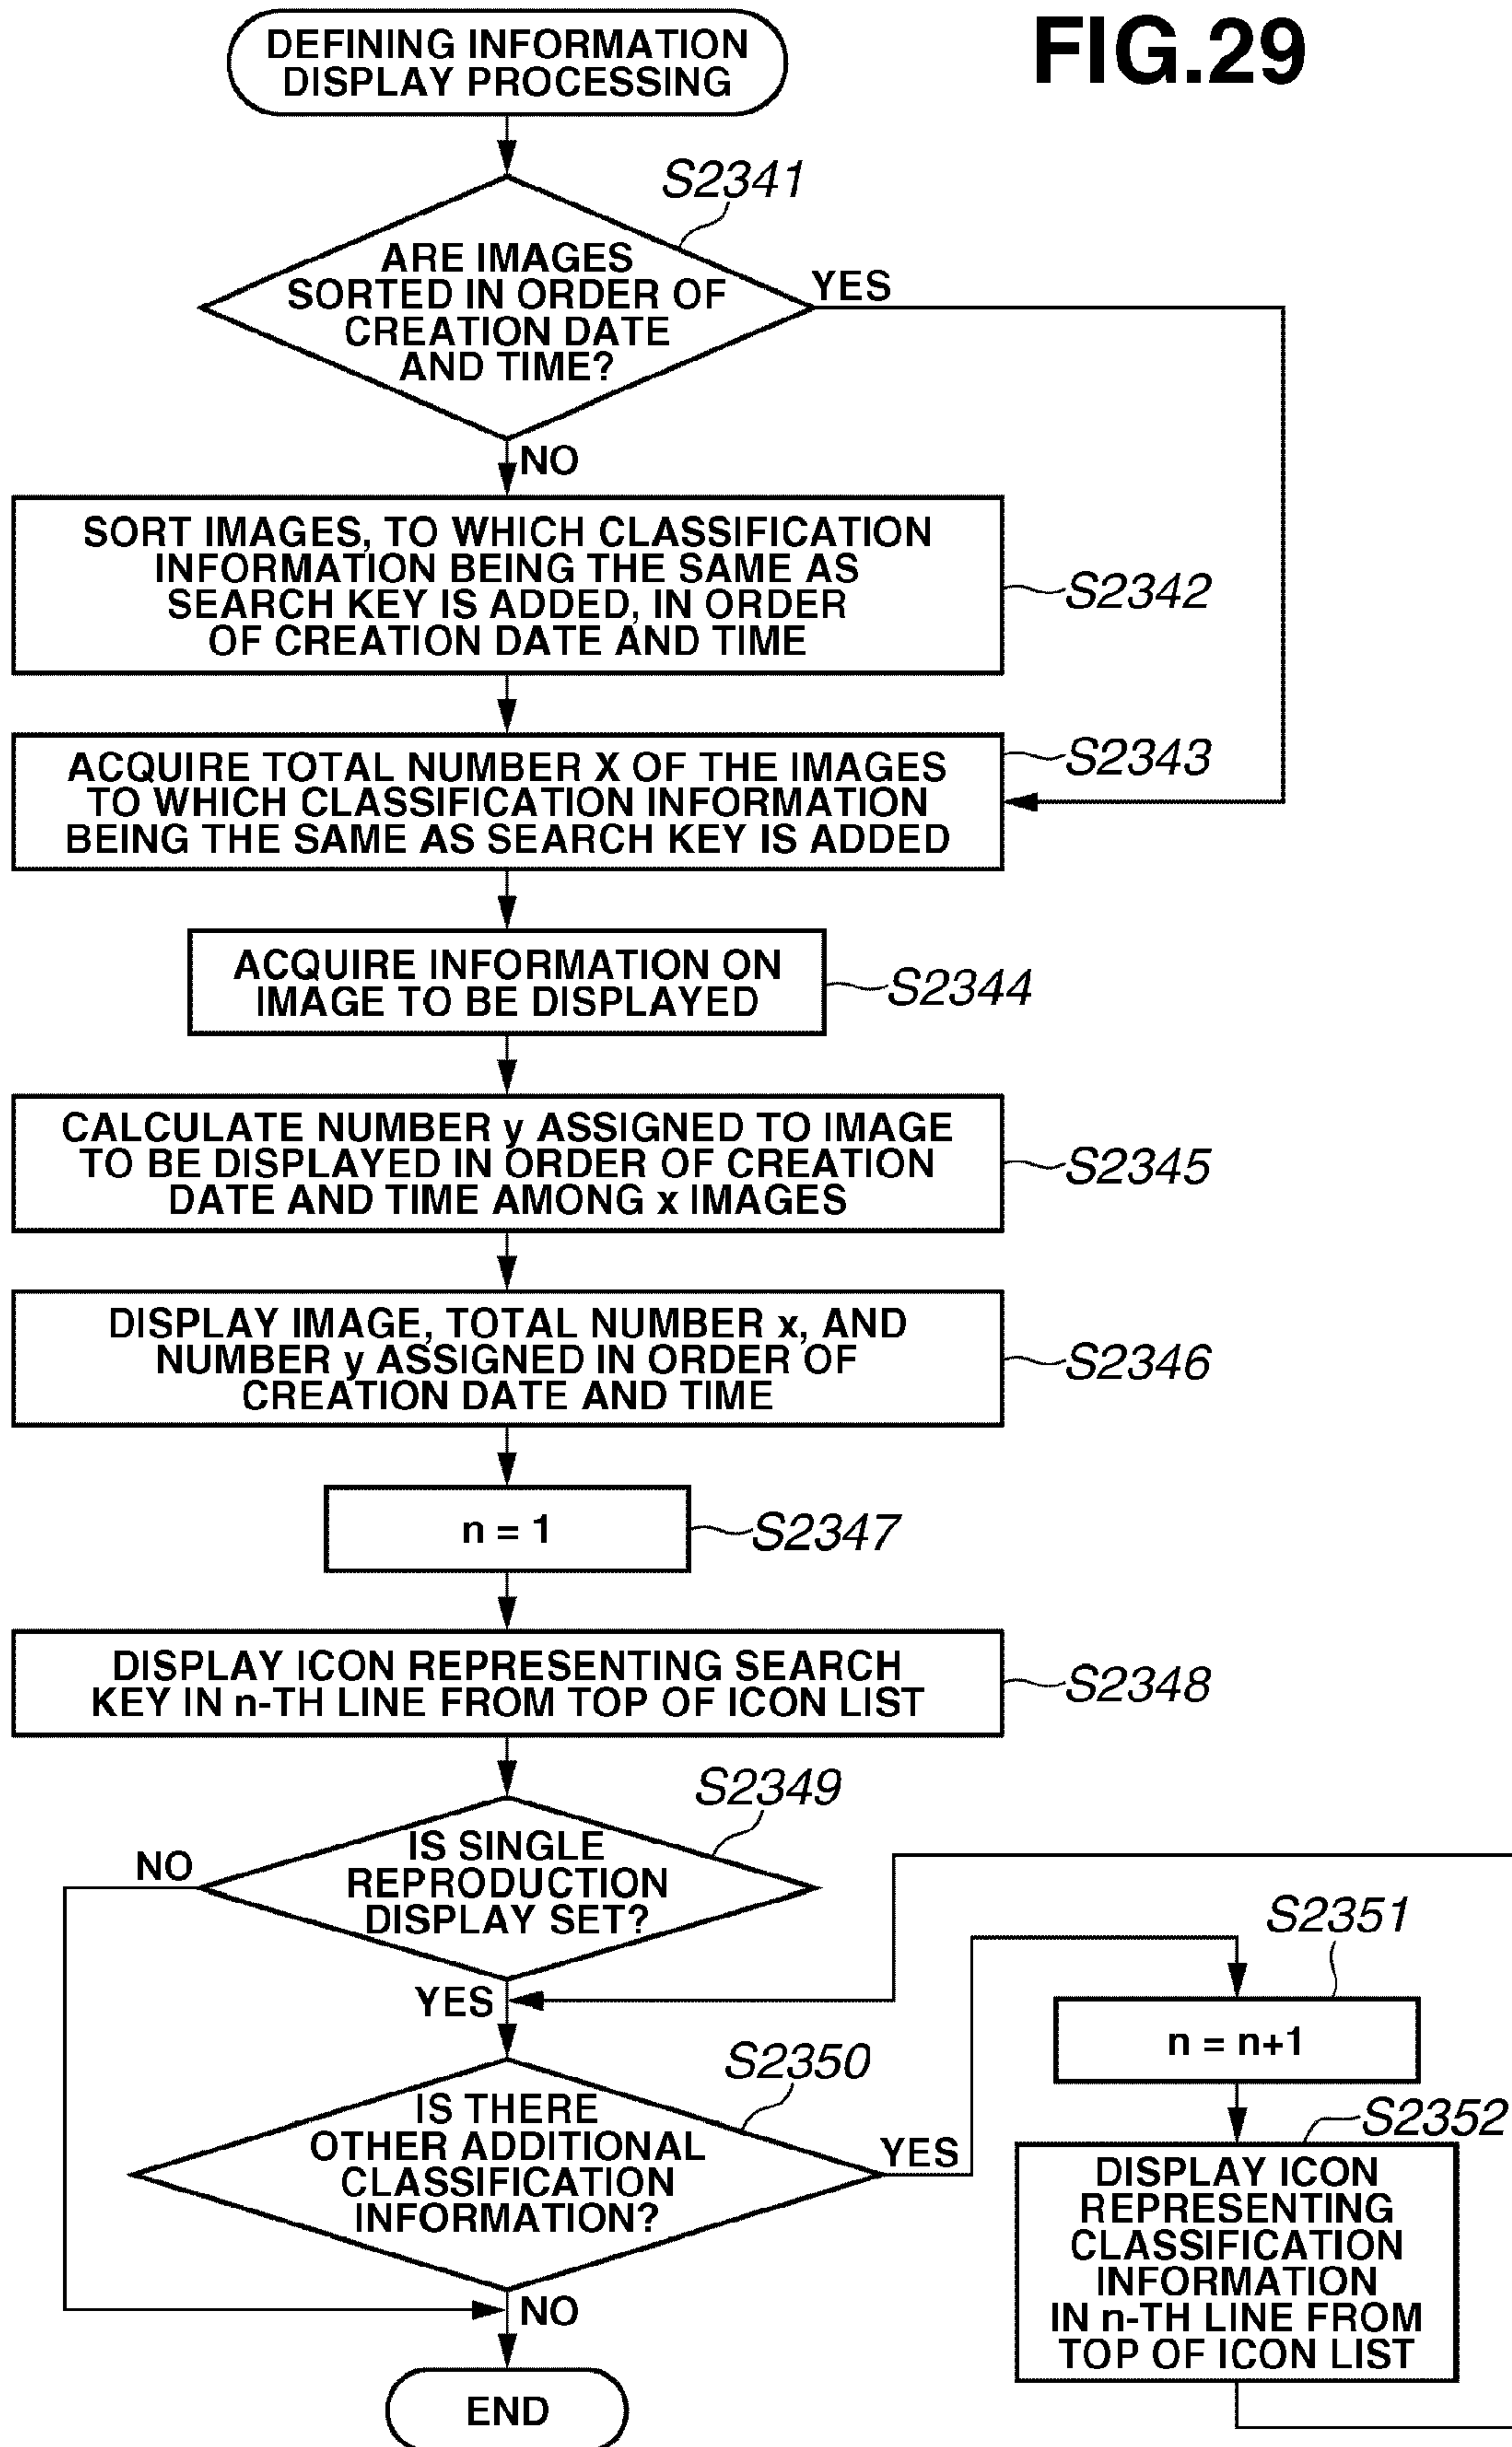 FIG.29
DEFINING INFORMATION
DISPLAY PROCESSING
S2341
ARE IMAGES
SORTED IN ORDER OF
CREATION DATE
AND TIME?
YES
NO
SORT IMAGES, TO WHICH CLASSIFICATION
INFORMATION BEING THE SAME AS
SEARCH KEY IS ADDED, IN ORDER
OF CREATION DATE AND TIME
S2342
ACQUIRE TOTAL NUMBER X OF THE IMAGES
TO WHICH CLASSIFICATION INFORMATION
BEING THE SAME AS SEARCH KEY IS ADDED
S2343
ACQUIRE INFORMATION ON
IMAGE TO BE DISPLAYED
S2344
CALCULATE NUMBER y ASSIGNED TO IMAGE
TO BE DISPLAYED IN ORDER OF CREATION
DATE AND TIME AMONG x IMAGES
S2345
DISPLAY IMAGE, TOTAL NUMBER x, AND
NUMBER y ASSIGNED IN ORDER OF
CREATION DATE AND TIME
S2346
n = 1
S2347
DISPLAY ICON REPRESENTING SEARCH
KEY IN n-TH LINE FROM TOP OF ICON LIST
S2348
S2349
IS SINGLE
REPRODUCTION
DISPLAY SET?
NO
YES
S2350
IS THERE
OTHER ADDITIONAL
CLASSIFICATION
INFORMATION?
YES
NO
S2351
n = n+1
S2352
DISPLAY ICON
REPRESENTING
CLASSIFICATION
INFORMATION
IN n-TH LINE FROM
TOP OF ICON LIST
END